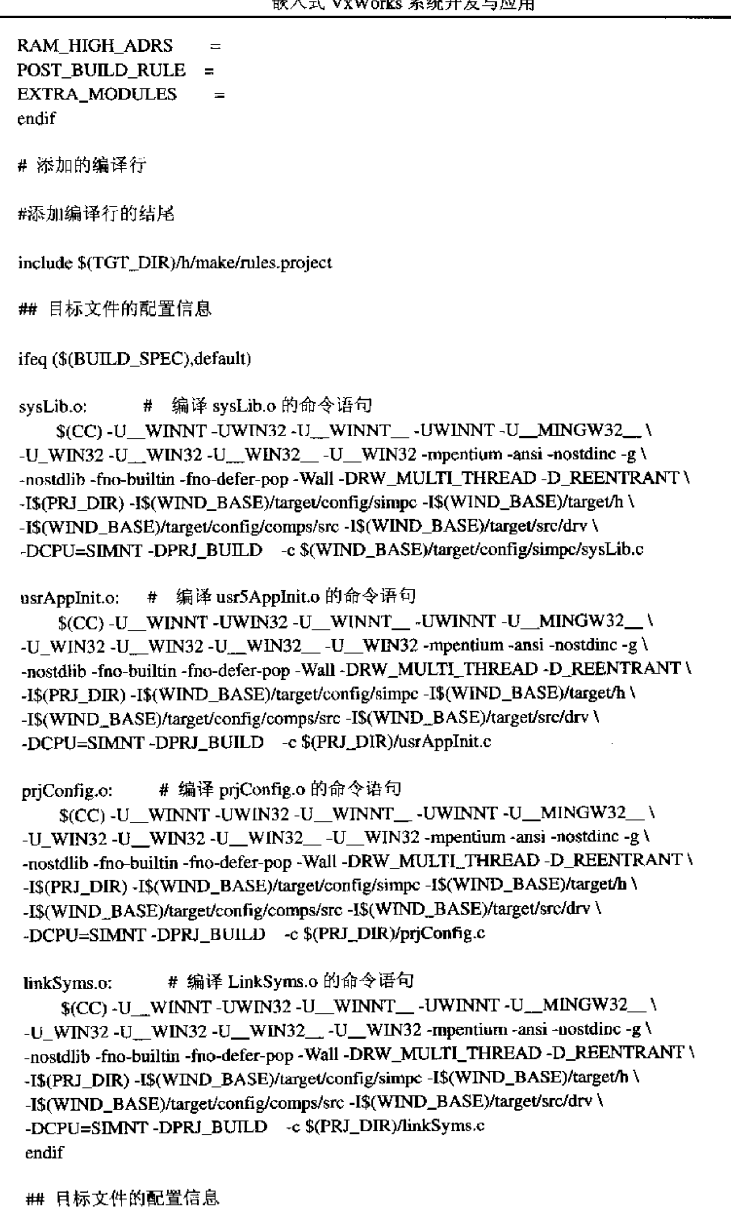 嵌入式 VxWorks 系统开发与应用
RAM_HIGH_ADRS =
POST_BUILD_RULE =
EXTRA_MODULES =
endif
# 添加的编译行
#添加编译行的结尾
include $(TGT_DIR)/h/make/rules.project
## 目标文件的配置信息
ifeq ($(BUILD_SPEC),default)
sysLib.o: # 编译 sysLib.o 的命令语句
$(CC) -U__WINNT -UWIN32 -U__WINNT__ -UWINNT -U__MINGW32__ \
-U_WIN32 -U__WIN32 -U__WIN32__ -U__WIN32 -mpentium -ansi -nostdinc -g \
-nostdlib -fno-builtin -fno-defer-pop -Wall -DRW_MULTI_THREAD -D_REENTRANT \
-I$(PRJ_DIR) -I$(WIND_BASE)/target/config/simpc -I$(WIND_BASE)/target/h \
-I$(WIND_BASE)/target/config/comps/src -I$(WIND_BASE)/target/src/drv \
-DCPU=SIMNT -DPRJ_BUILD -c $(WIND_BASE)/target/config/simpc/sysLib.c
usrAppInit.o: # 编译 usr5AppInit.o 的命令语句
$(CC) -U__WINNT -UWIN32 -U__WINNT__ -UWINNT -U__MINGW32__ \
-U_WIN32 -U__WIN32 -U__WIN32__ -U__WIN32 -mpentium -ansi -nostdinc -g \
-nostdlib -fno-builtin -fno-defer-pop -Wall -DRW_MULTI_THREAD -D_REENTRANT \
-I$(PRJ_DIR) -I$(WIND_BASE)/target/config/simpc -I$(WIND_BASE)/target/h \
-I$(WIND_BASE)/target/config/comps/src -I$(WIND_BASE)/target/src/drv \
-DCPU=SIMNT -DPRJ_BUILD -c $(PRJ_DIR)/usrAppInit.c
prjConfig.o: # 编译 prjConfig.o 的命令语句
$(CC) -U__WINNT -UWIN32 -U__WINNT__ -UWINNT -U__MINGW32__ \
-U_WIN32 -U__WIN32 -U__WIN32__ -U__WIN32 -mpentium -ansi -nostdinc -g \
-nostdlib -fno-builtin -fno-defer-pop -Wall -DRW_MULTI_THREAD -D_REENTRANT \
-I$(PRJ_DIR) -I$(WIND_BASE)/target/config/simpc -I$(WIND_BASE)/target/h \
-I$(WIND_BASE)/target/config/comps/src -I$(WIND_BASE)/target/src/drv \
-DCPU=SIMNT -DPRJ_BUILD -c $(PRJ_DIR)/prjConfig.c
linkSyms.o: # 编译 LinkSyms.o 的命令语句
$(CC) -U__WINNT -UWIN32 -U__WINNT__ -UWINNT -U__MINGW32__ \
-U_WIN32 -U__WIN32 -U__WIN32__ -U__WIN32 -mpentium -ansi -nostdinc -g \
-nostdlib -fno-builtin -fno-defer-pop -Wall -DRW_MULTI_THREAD -D_REENTRANT \
-I$(PRJ_DIR) -I$(WIND_BASE)/target/config/simpc -I$(WIND_BASE)/target/h \
-I$(WIND_BASE)/target/config/comps/src -I$(WIND_BASE)/target/src/drv \
-DCPU=SIMNT -DPRJ_BUILD -c $(PRJ_DIR)/linkSyms.c
endif
## 目标文件的配置信息